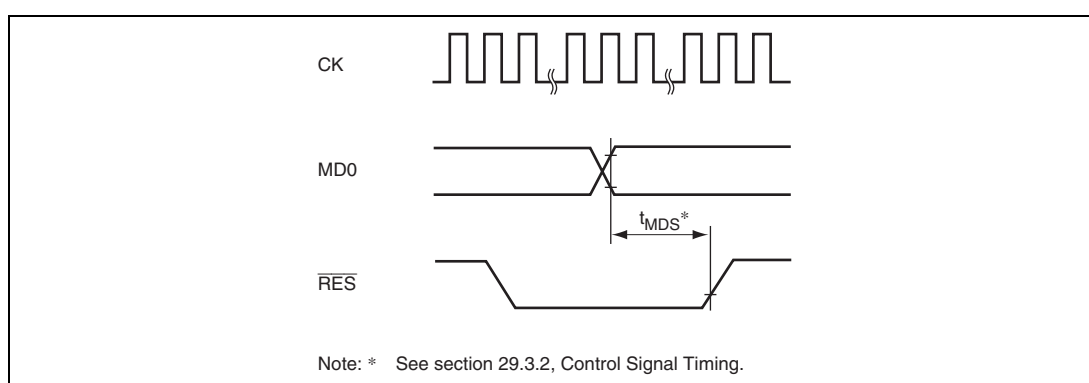 CK
MD0
tMDS*
RES
Note: * See section 29.3.2, Control Signal Timing.